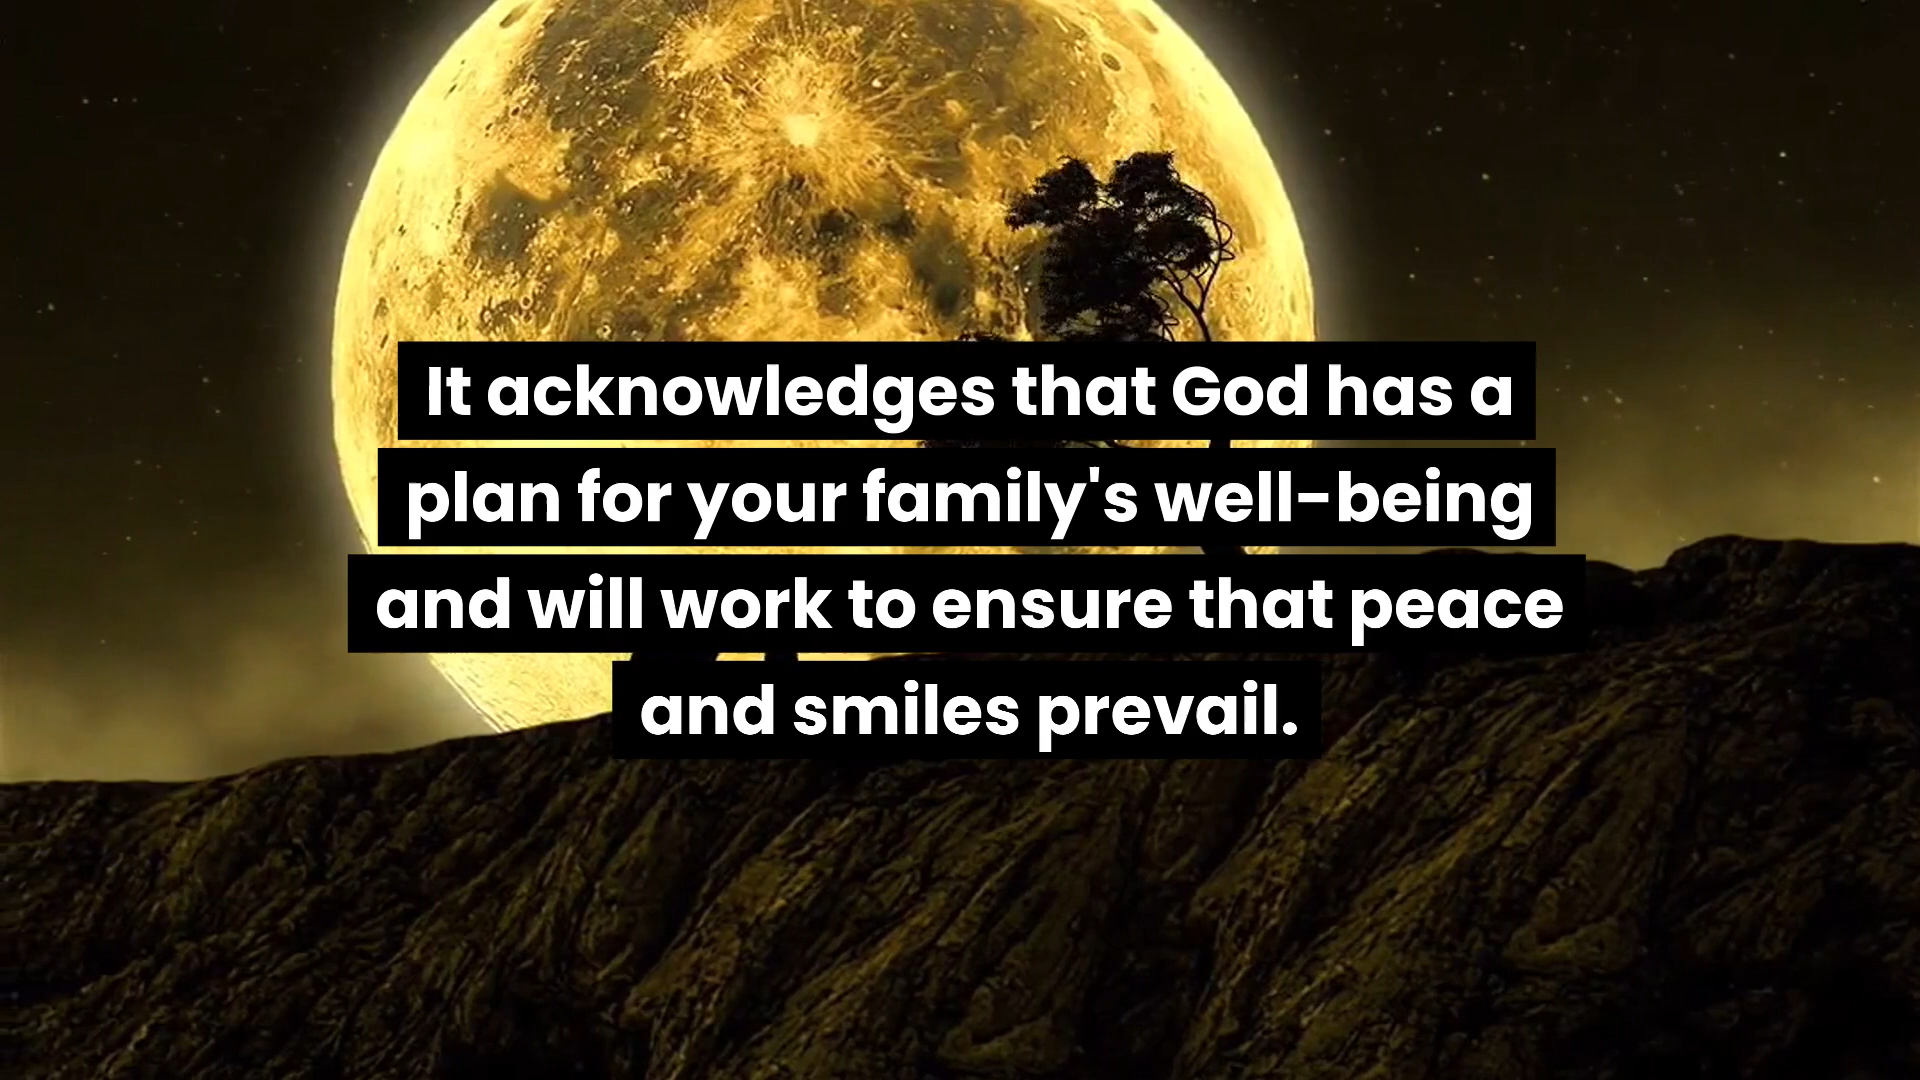 It acknowledges that God has a
plan for your family's well-being
and will work to ensure that peace
and smiles prevail.